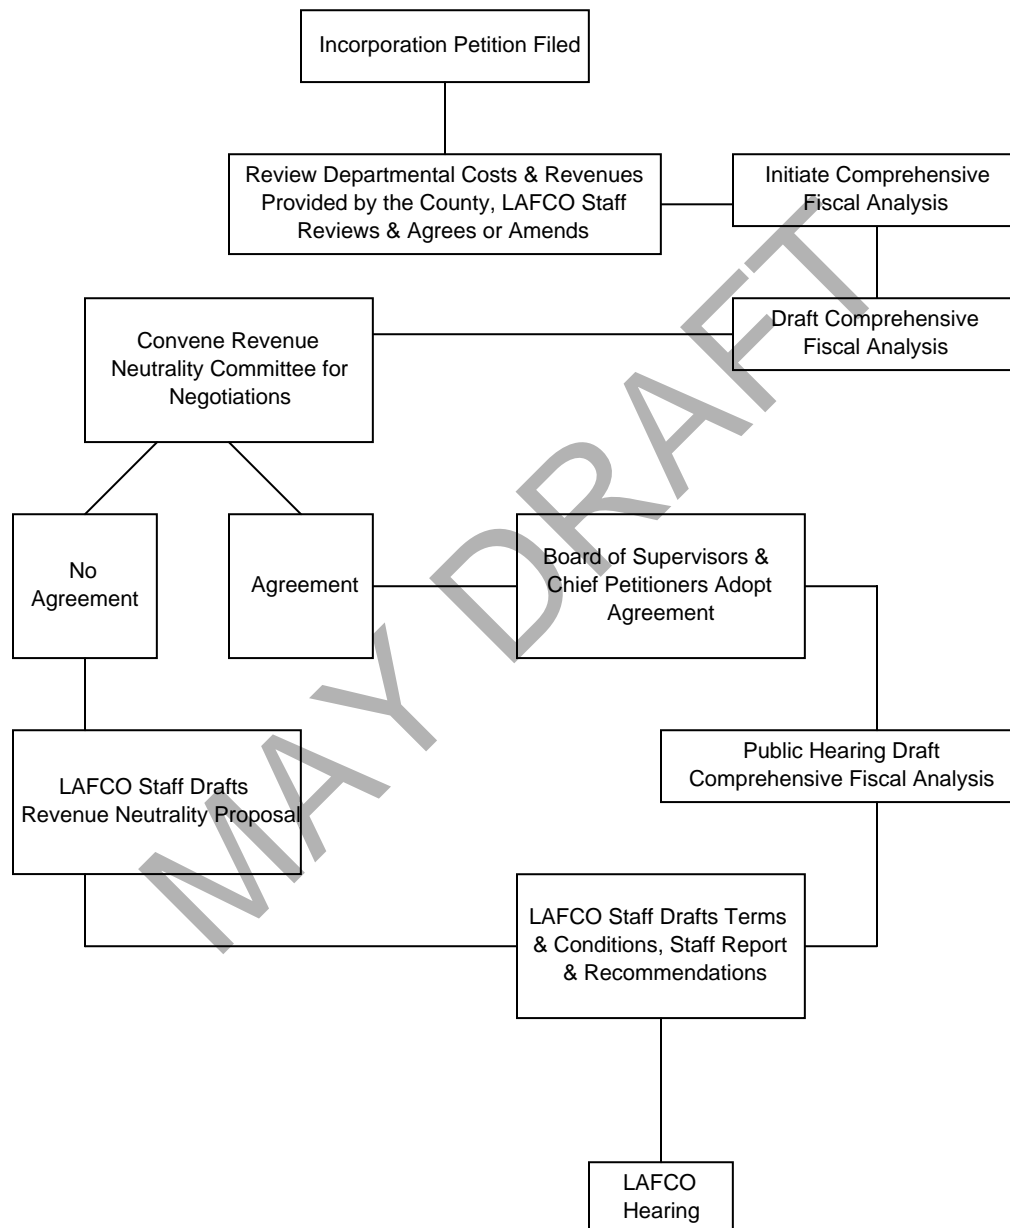 Incorporation Petition Filed
Review Departmental Costs & Revenues
Provided by the County, LAFCO Staff
Reviews & Agrees or Amends
Initiate Comprehensive
Fiscal Analysis
Draft Comprehensive
Fiscal Analysis
Convene Revenue
Neutrality Committee for
Negotiations
No
Agreement
Agreement
Board of Supervisors &
Chief Petitioners Adopt
Agreement
LAFCO Staff Drafts
Revenue Neutrality Proposal
Public Hearing Draft
Comprehensive Fiscal Analysis
LAFCO Staff Drafts Terms
& Conditions, Staff Report
& Recommendations
LAFCO
Hearing
MAY DRAFT